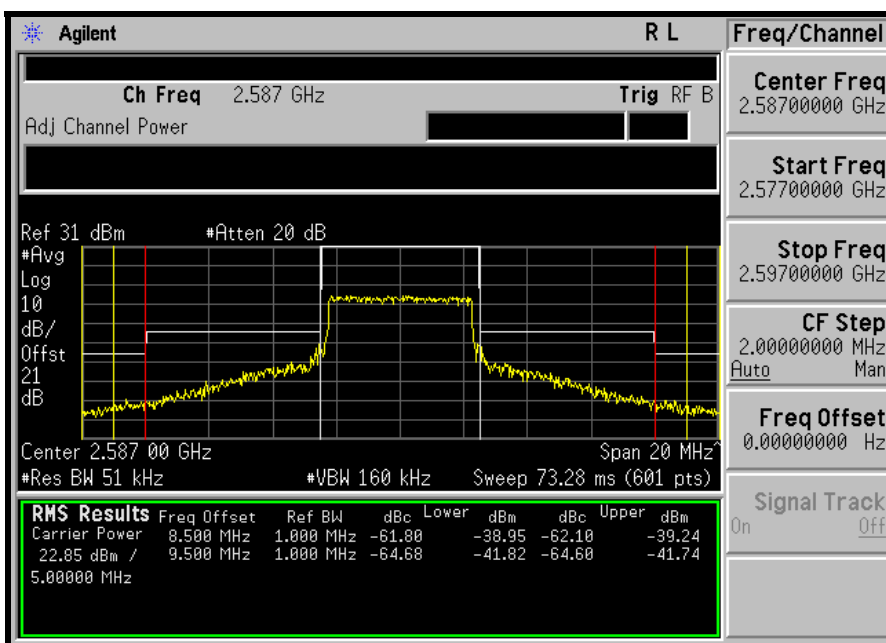 Agilent R L Freq/Channel
Ch Freq 2.587 GHz Trig RF B
Adj Channel Power
Center Freq
2.58700000 GHz
Start Freq
2.57700000 GHz
Stop Freq
2.59700000 GHz
CF Step
2.00000000 MHz
Auto Man
Freq Offset
0.00000000 Hz
Signal Track
On Off
Ref 31 dBm #Atten 20 dB
#Avg
Log
10
dB/
Offst
21
dB
Center 2.587 00 GHz Span 20 MHz^
#Res BW 51 kHz #VBW 160 kHz Sweep 73.28 ms (601 pts)
RMS Results Freq Offset Ref BW dBc Lower dBm dBc Upper dBm
Carrier Power 8.500 MHz 1.000 MHz -61.80 -38.95 -62.10 -39.24
22.85 dBm / 9.500 MHz 1.000 MHz -64.68 -41.82 -64.60 -41.74
5.00000 MHz